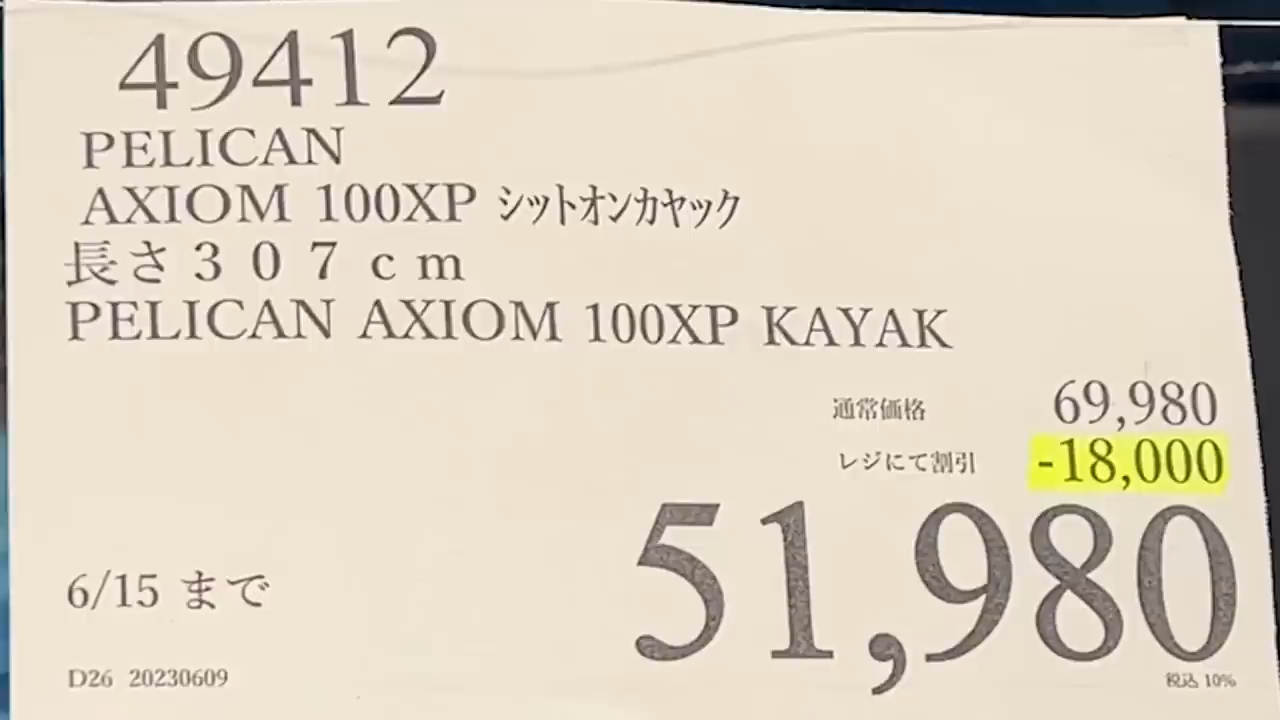 49412
PELICAN
AXIOM 100XP シットオンカヤック
長さ３０７ｃｍ
PELICAN AXIOM 100XP KAYAK
通常価格 69,980
レジにて割引 -18,000
51,980
6/15 まで
税込 10%
D26 20230609